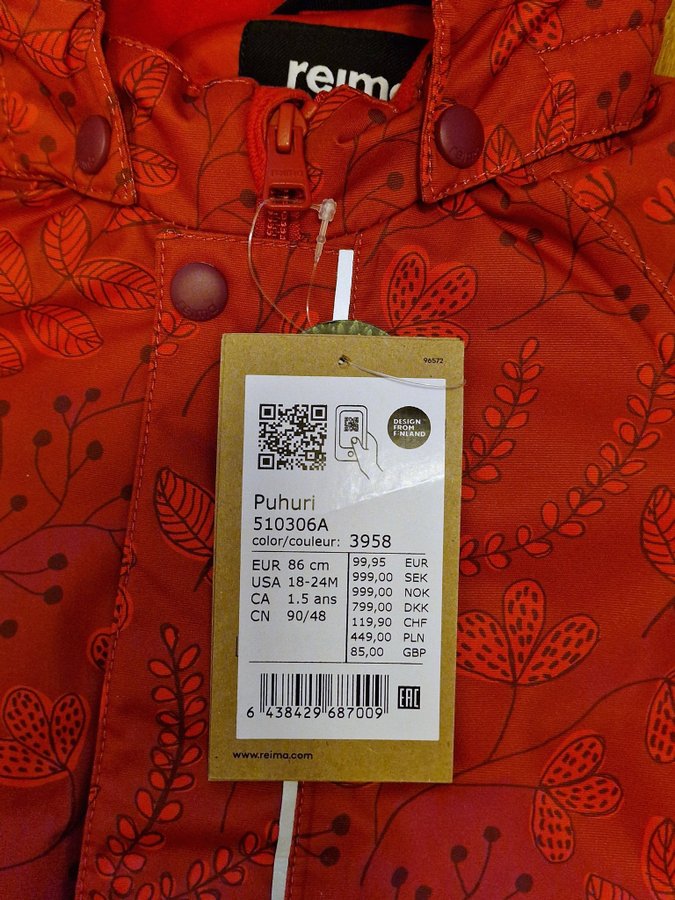 reima
reima
96572
DESIGN
FROM
FINLAND
Puhuri
510306A
color/couleur: 3958
EUR 86 cm
USA 18-24M
CA 1.5 ans
CN 90/48
99,95 EUR
999,00 SEK
999,00 NOK
799,00 DKK
119,90 CHF
449,00 PLN
85,00 GBP
6 438429 687009
EAC
www.reima.com